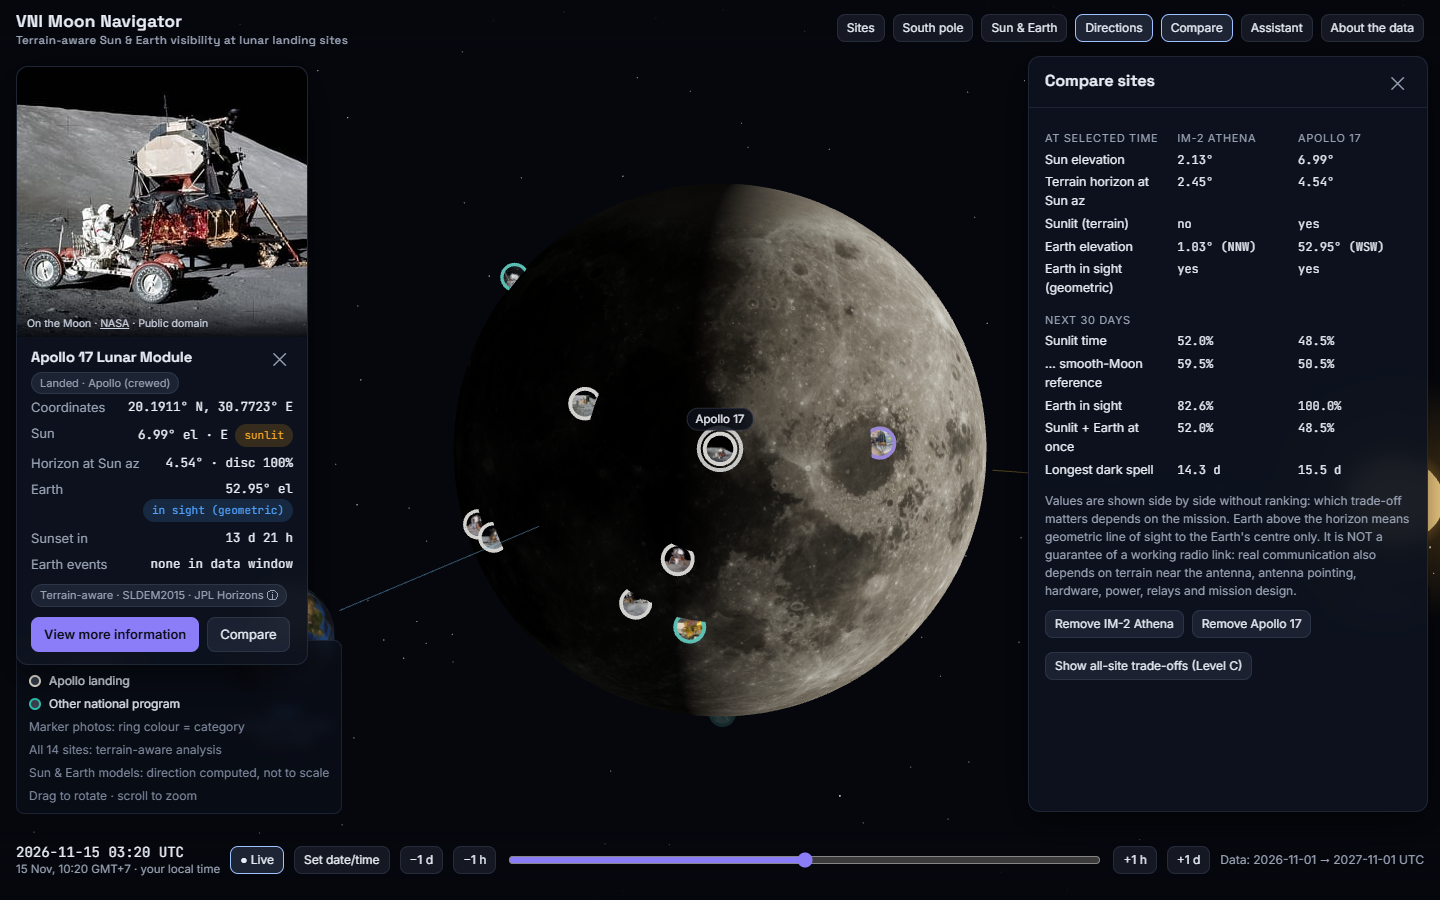 VNI Moon Navigator
Terrain-aware Sun & Earth visibility at lunar landing sites
Sites
South pole
Sun & Earth
Directions
Compare
Assistant
About the data
On the Moon · NASA · Public domain
Apollo 17 Lunar Module
Landed · Apollo (crewed)
Coordinates 20.1911° N, 30.7723° E
Sun 6.99° el · E sunlit
Horizon at Sun az 4.54° · disc 100%
Earth 52.95° el
in sight (geometric)
Sunset in 13 d 21 h
Earth events none in data window
Terrain-aware · SLDEM2015 · JPL Horizons ⓘ
View more information
Compare
Apollo landing
Other national program
Marker photos: ring colour = category
All 14 sites: terrain-aware analysis
Sun & Earth models: direction computed, not to scale
Drag to rotate · scroll to zoom
Apollo 17
Compare sites
AT SELECTED TIME IM-2 ATHENA APOLLO 17
Sun elevation 2.13° 6.99°
Terrain horizon at 2.45° 4.54°
Sun az
Sunlit (terrain) no yes
Earth elevation 1.03° (NNW) 52.95° (WSW)
Earth in sight yes yes
(geometric)
NEXT 30 DAYS
Sunlit time 52.0% 48.5%
... smooth-Moon 59.5% 50.5%
reference
Earth in sight 82.6% 100.0%
Sunlit + Earth at 52.0% 48.5%
once
Longest dark spell 14.3 d 15.5 d
Values are shown side by side without ranking: which trade-off
matters depends on the mission. Earth above the horizon means
geometric line of sight to the Earth's centre only. It is NOT a
guarantee of a working radio link: real communication also
depends on terrain near the antenna, antenna pointing,
hardware, power, relays and mission design.
Remove IM-2 Athena
Remove Apollo 17
Show all-site trade-offs (Level C)
2026-11-15 03:20 UTC
15 Nov, 10:20 GMT+7 · your local time
● Live
Set date/time
−1 d
−1 h
+1 h
+1 d
Data: 2026-11-01 → 2027-11-01 UTC